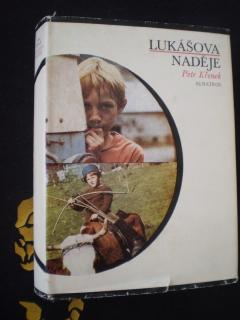 LUKÁŠOVA
NADĚJE
Petr Křenek
ALBATROS